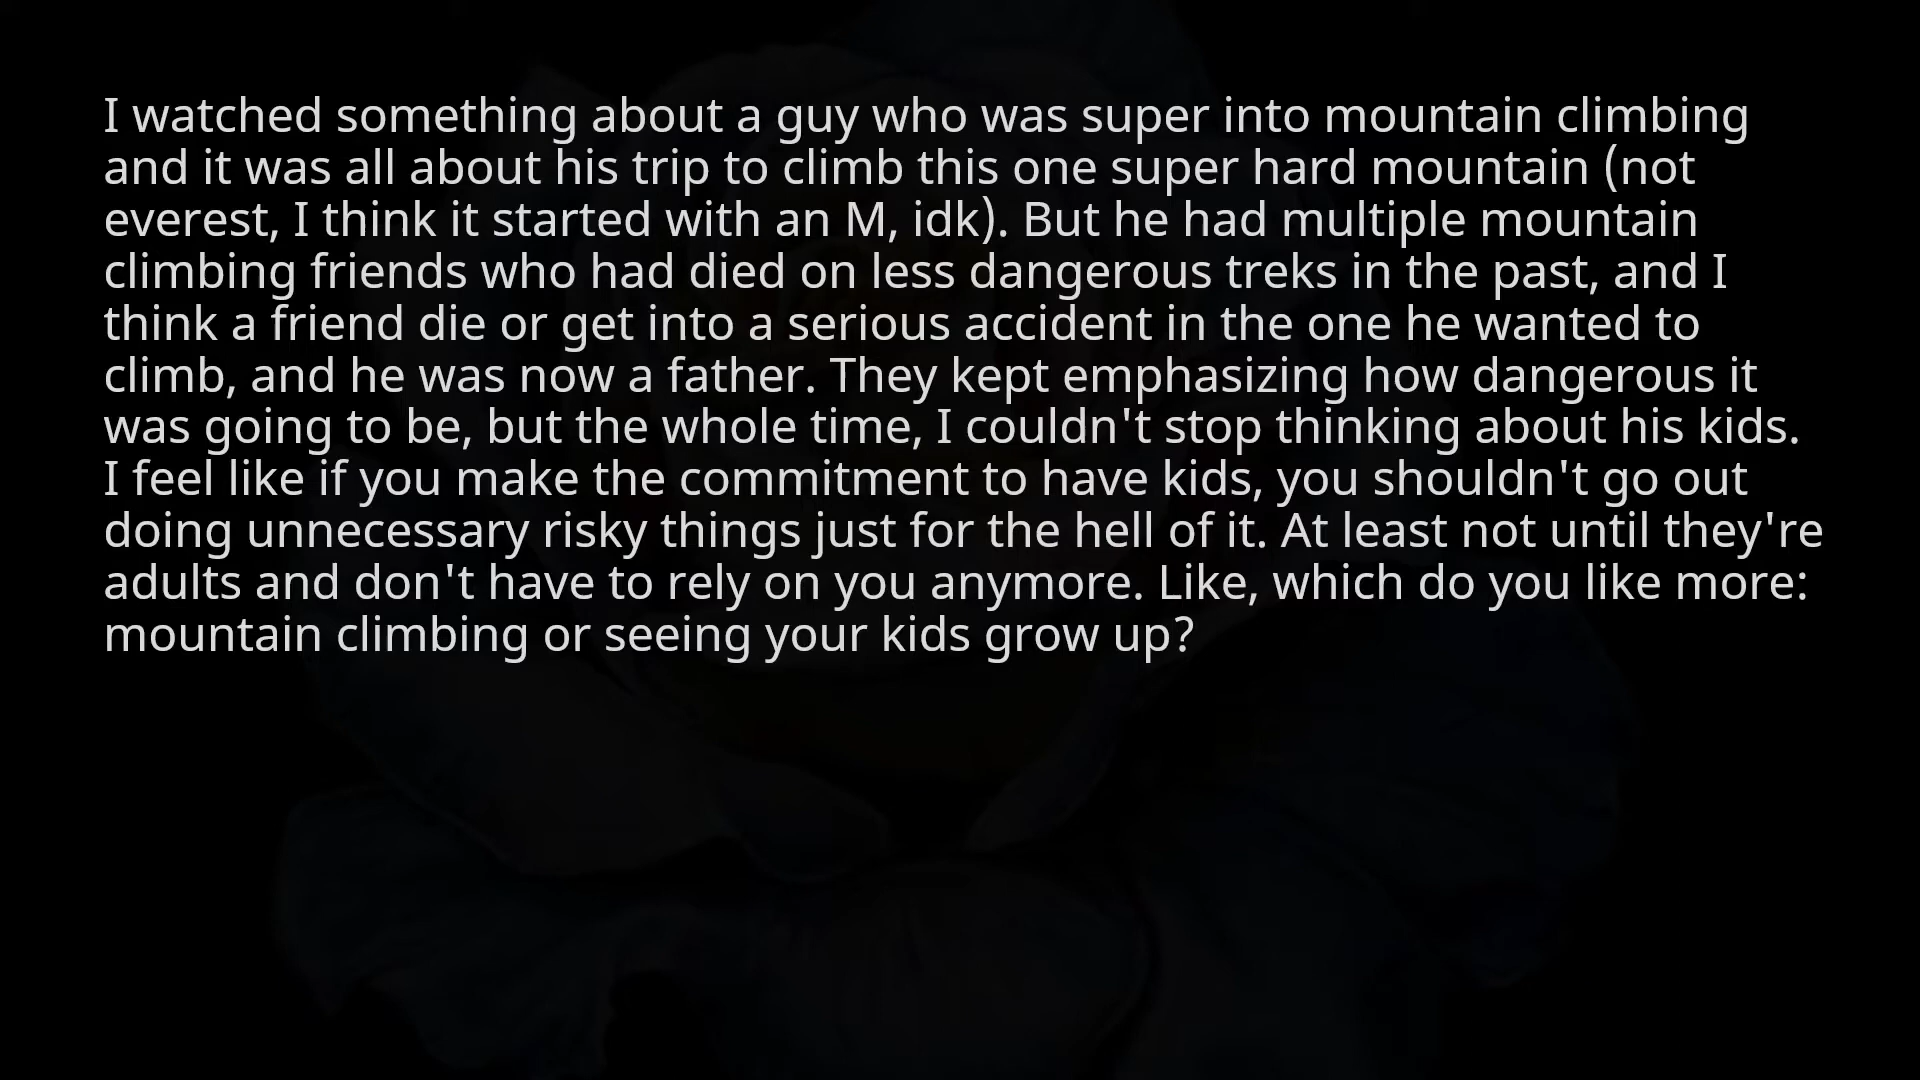 I watched something about a guy who was super into mountain climbing
and it was all about his trip to climb this one super hard mountain (not
everest, I think it started with an M, idk). But he had multiple mountain
climbing friends who had died on less dangerous treks in the past, and I
think a friend die or get into a serious accident in the one he wanted to
climb, and he was now a father. They kept emphasizing how dangerous it
was going to be, but the whole time, I couldn't stop thinking about his kids.
I feel like if you make the commitment to have kids, you shouldn't go out
doing unnecessary risky things just for the hell of it. At least not until they're
adults and don't have to rely on you anymore. Like, which do you like more:
mountain climbing or seeing your kids grow up?